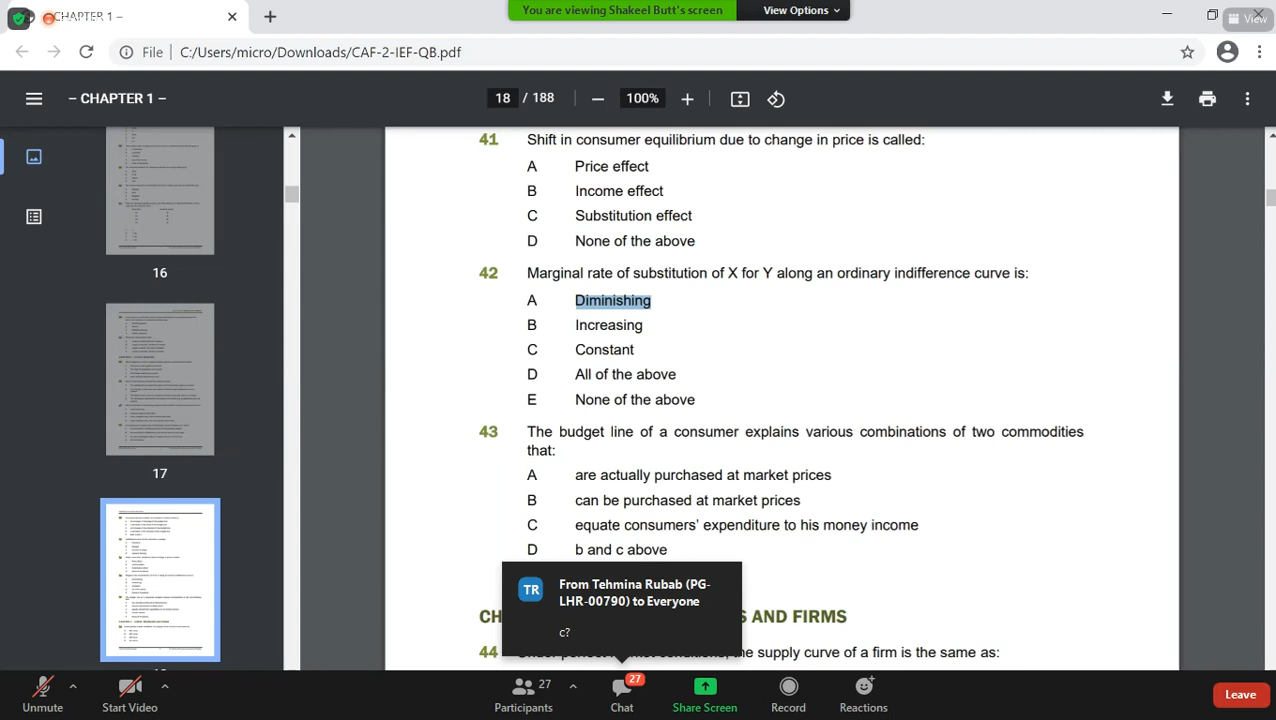 CHAPTER 1 –
You are viewing Shakeel Butt's screen
View Options
View
File
C:/Users/micro/Downloads/CAF-2-IEF-QB.pdf
– CHAPTER 1 –
18 / 188
100%
16
17
41 Shift in consumer equilibrium due to change in price is called:
A Price effect
B Income effect
C Substitution effect
D None of the above
42 Marginal rate of substitution of X for Y along an ordinary indifference curve is:
A Diminishing
B Increasing
C Constant
D All of the above
E None of the above
43 The budget line of a consumer explains various combinations of two commodities
that:
A are actually purchased at market prices
B can be purchased at market prices
C equate consumers' expenditure to his money income
D b and c above
S AND FIRMS
44 the supply curve of a firm is the same as:
TR
From Tehmina Rubab (PG-
LHR-00790) to Everyone
c?
Unmute
Start Video
27
Participants
27
Chat
Share Screen
Record
Reactions
Leave